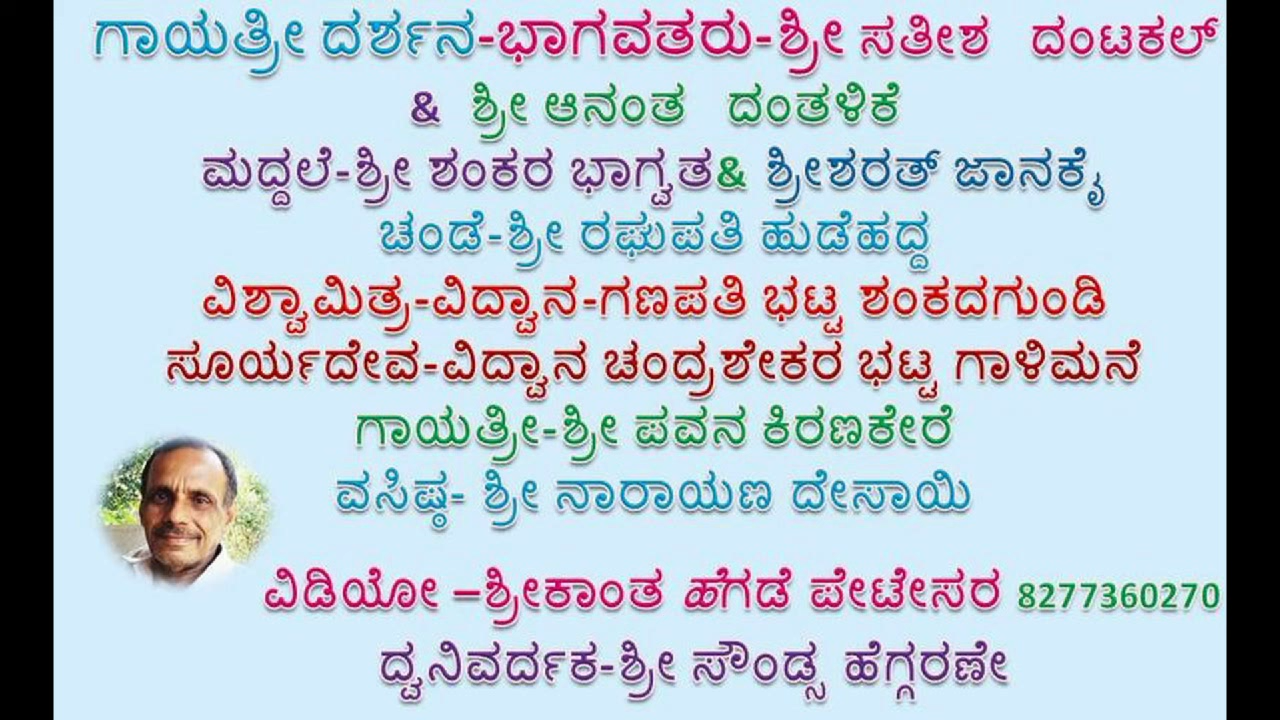 ಗಾಯತ್ರೀ ದರ್ಶನ-ಭಾಗವತರು-ಶ್ರೀ ಸತೀಶ ದಂಟಕಲ್
& ಶ್ರೀ ಆನಂತ ದಂತಳಿಕೆ
ಮದ್ದಲೆ-ಶ್ರೀ ಶಂಕರ ಭಾಗ್ವತ& ಶ್ರೀಶರತ್ ಜಾನಕೈ
ಚಂಡೆ-ಶ್ರೀ ರಘುಪತಿ ಹುಡೆಹದ್ದ
ವಿಶ್ವಾಮಿತ್ರ-ವಿದ್ವಾನ-ಗಣಪತಿ ಭಟ್ಟ ಶಂಕದಗುಂಡಿ
ಸೂರ್ಯದೇವ-ವಿದ್ವಾನ ಚಂದ್ರಶೇಕರ ಭಟ್ಟ ಗಾಳಿಮನೆ
ಗಾಯತ್ರೀ-ಶ್ರೀ ಪವನ ಕಿರಣಕೇರೆ
ವಸಿಷ್ಠ- ಶ್ರೀ ನಾರಾಯಣ ದೇಸಾಯಿ
ವಿಡಿಯೋ –ಶ್ರೀಕಾಂತ ಹೆಗಡೆ ಪೇಟೇಸರ 8277360270
ದ್ವನಿವರ್ದಕ-ಶ್ರೀ ಸೌಂಡ್ಸ ಹೆಗ್ಗರಣೇ